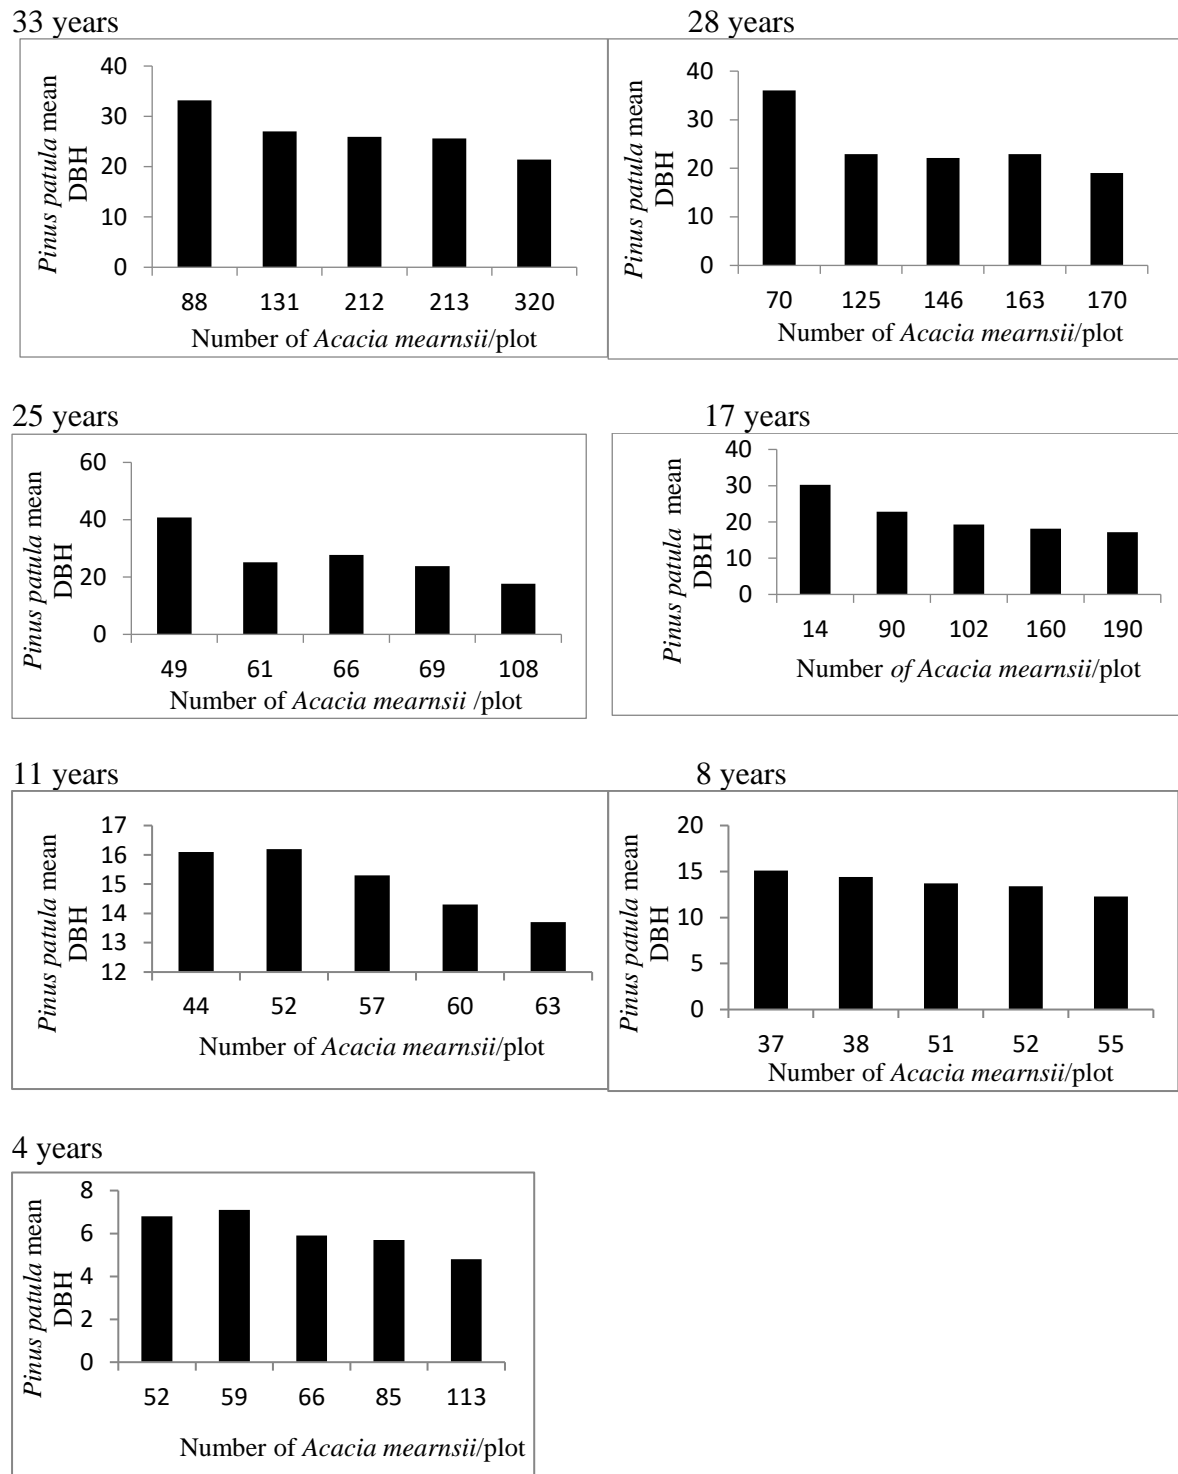 33 years
28 years
Pinus patula mean
DBH
40
30
20
10
0
88 131 212 213 320
Number of Acacia mearnsii/plot
Pinus patula mean
DBH
40
30
20
10
0
70 125 146 163 170
Number of Acacia mearnsii/plot
25 years
17 years
Pinus patula mean
DBH
60
40
20
0
49 61 66 69 108
Number of Acacia mearnsii /plot
Pinus patula mean
DBH
40
30
20
10
0
14 90 102 160 190
Number of Acacia mearnsii/plot
11 years
8 years
Pinus patula mean
DBH
17
16
15
14
13
12
44 52 57 60 63
Number of Acacia mearnsii/plot
Pinus patula mean
DBH
20
15
10
5
0
37 38 51 52 55
Number of Acacia mearnsii/plot
4 years
Pinus patula mean
DBH
8
6
4
2
0
52 59 66 85 113
Number of Acacia mearnsii/plot